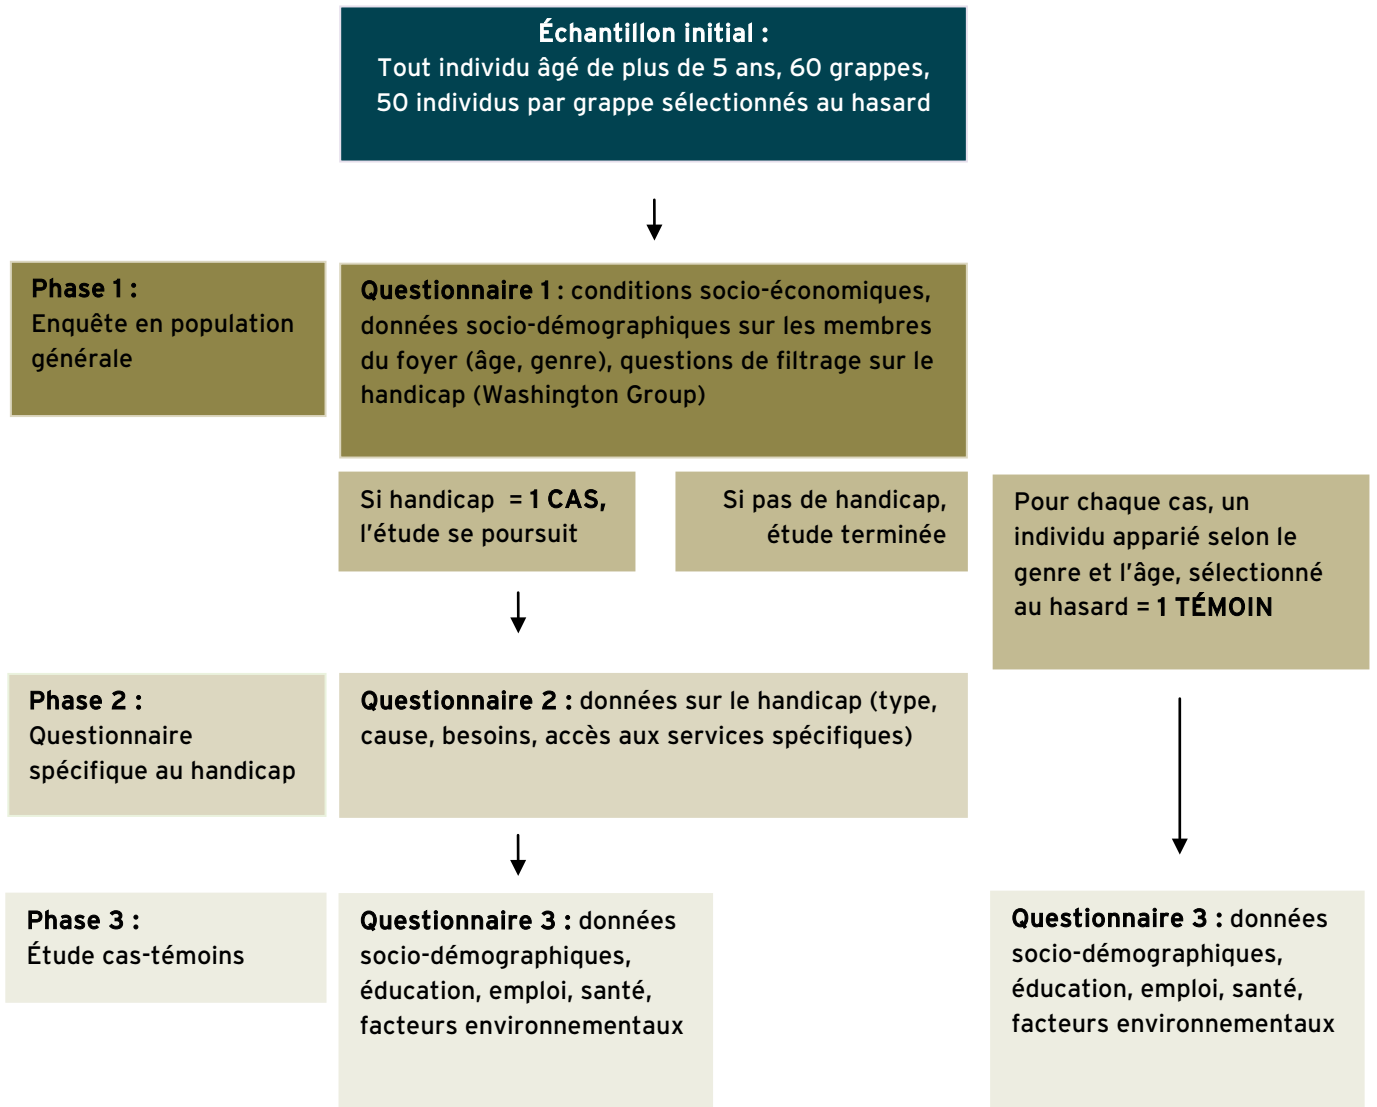 Échantillon initial :
Tout individu âgé de plus de 5 ans, 60 grappes,
50 individus par grappe sélectionnés au hasard
Phase 1 :
Enquête en population
générale
Questionnaire 1 : conditions socio-économiques,
données socio-démographiques sur les membres
du foyer (âge, genre), questions de filtrage sur le
handicap (Washington Group)
Si handicap = 1 CAS,
l’étude se poursuit
Si pas de handicap,
étude terminée
Pour chaque cas, un
individu apparié selon le
genre et l’âge, sélectionné
au hasard = 1 TÉMOIN
Phase 2 :
Questionnaire
spécifique au handicap
Questionnaire 2 : données sur le handicap (type,
cause, besoins, accès aux services spécifiques)
Phase 3 :
Étude cas-témoins
Questionnaire 3 : données
socio-démographiques,
éducation, emploi, santé,
facteurs environnementaux
Questionnaire 3 : données
socio-démographiques,
éducation, emploi, santé,
facteurs environnementaux